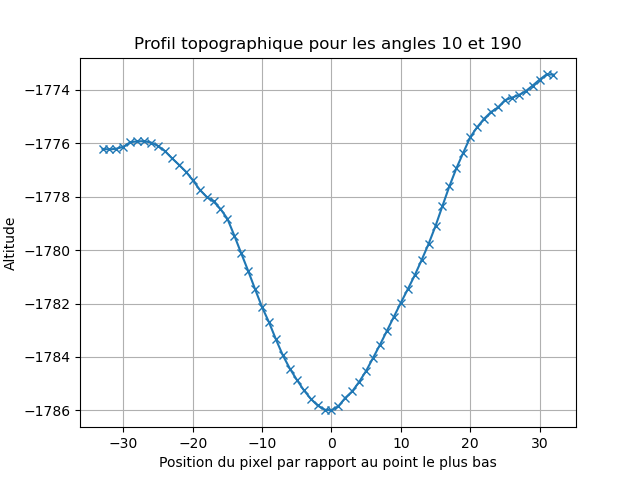 Profil topographique pour les angles 10 et 190
Altitude
−1774
−1776
−1778
−1780
−1782
−1784
−1786
−30 −20 −10 0 10 20 30
Position du pixel par rapport au point le plus bas